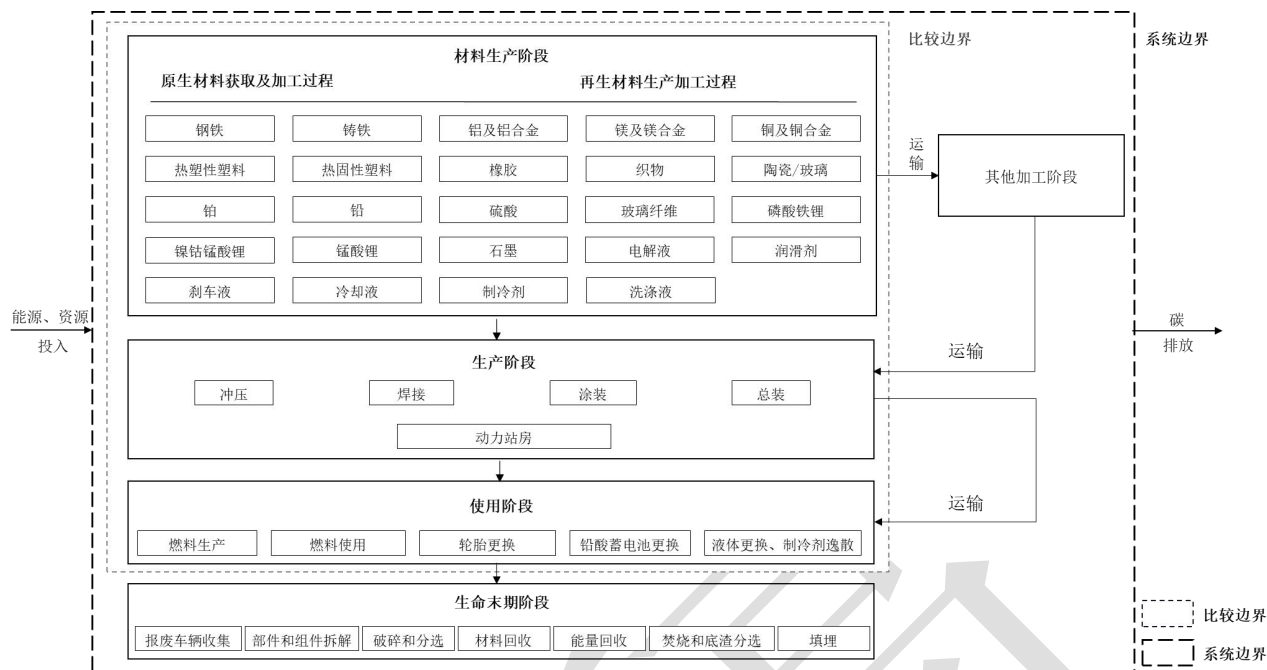 比较边界
系统边界
材料生产阶段
原生材料获取及加工过程
再生材料生产加工过程
钢铁
铸铁
铝及铝合金
镁及镁合金
铜及铜合金
热塑性塑料
热固性塑料
橡胶
织物
陶瓷/玻璃
铂
铅
硫酸
玻璃纤维
磷酸铁锂
镍钴锰酸锂
锰酸锂
石墨
电解液
润滑剂
刹车液
冷却液
制冷剂
洗涤液
运输
其他加工阶段
能源、资源
投入
碳
排放
运输
生产阶段
冲压
焊接
涂装
总装
动力站房
运输
使用阶段
燃料生产
燃料使用
轮胎更换
铅酸蓄电池更换
液体更换、制冷剂逸散
生命末期阶段
报废车辆收集
部件和组件拆解
破碎和分选
材料回收
能量回收
焚烧和底渣分选
填埋
比较边界
系统边界